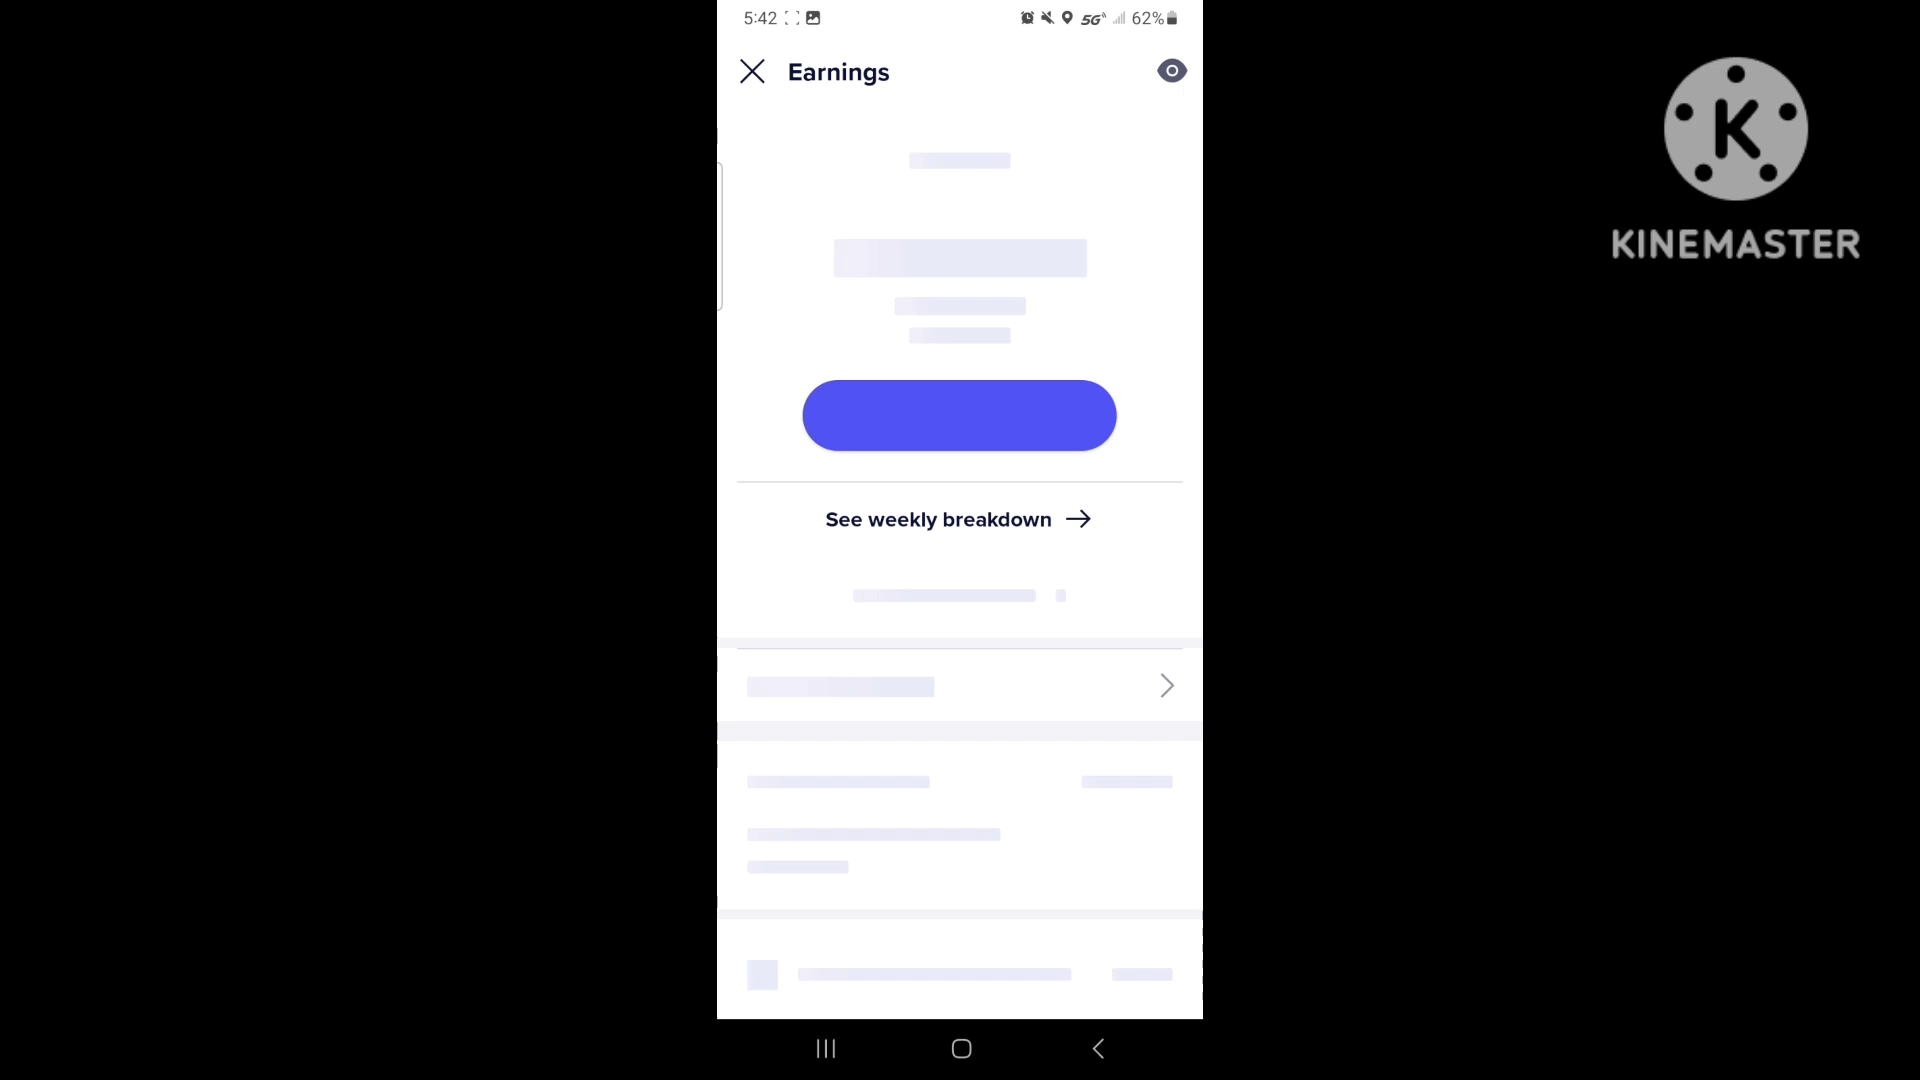 5:42 5G 62%
Earnings
See weekly breakdown
K
KINEMASTER